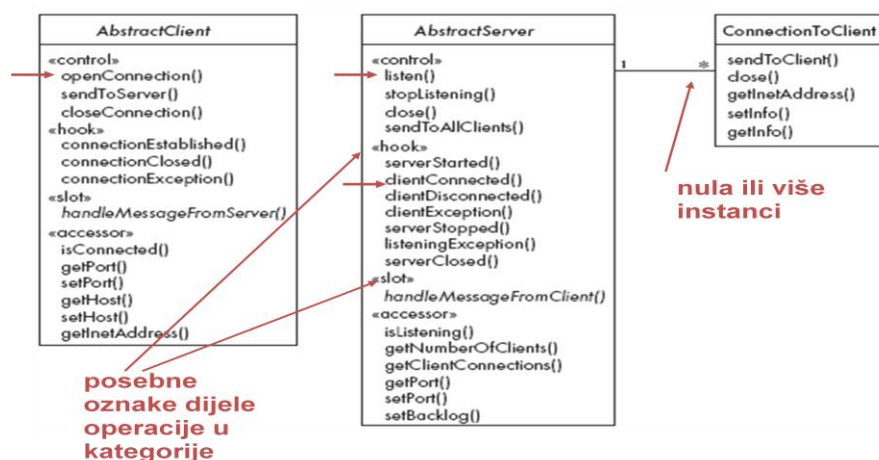 AbstractClient
«control»
openConnection()
sendToServer()
closeConnection()
«hook»
connectionEstablished()
connectionClosed()
connectionException()
«slot»
handleMessageFromServer()
«accessor»
isConnected()
getPort()
setPort()
getHost()
setHost()
getInetAddress()
AbstractServer
«control»
listen()
stopListening()
close()
sendToAllClients()
«hook»
serverStarted()
clientConnected()
clientDisconnected()
clientException()
serverStopped()
listeningException()
serverClosed()
«slot»
handleMessageFromClient()
«accessor»
isListening()
getNumberOfClients()
getClientConnections()
getPort()
setPort()
setBacklog()
1
*
ConnectionToClient
sendToClient()
close()
getInetAddress()
setInfo()
getInfo()
nula ili više
instanci
posebne
oznake dijele
operacije u
kategorije